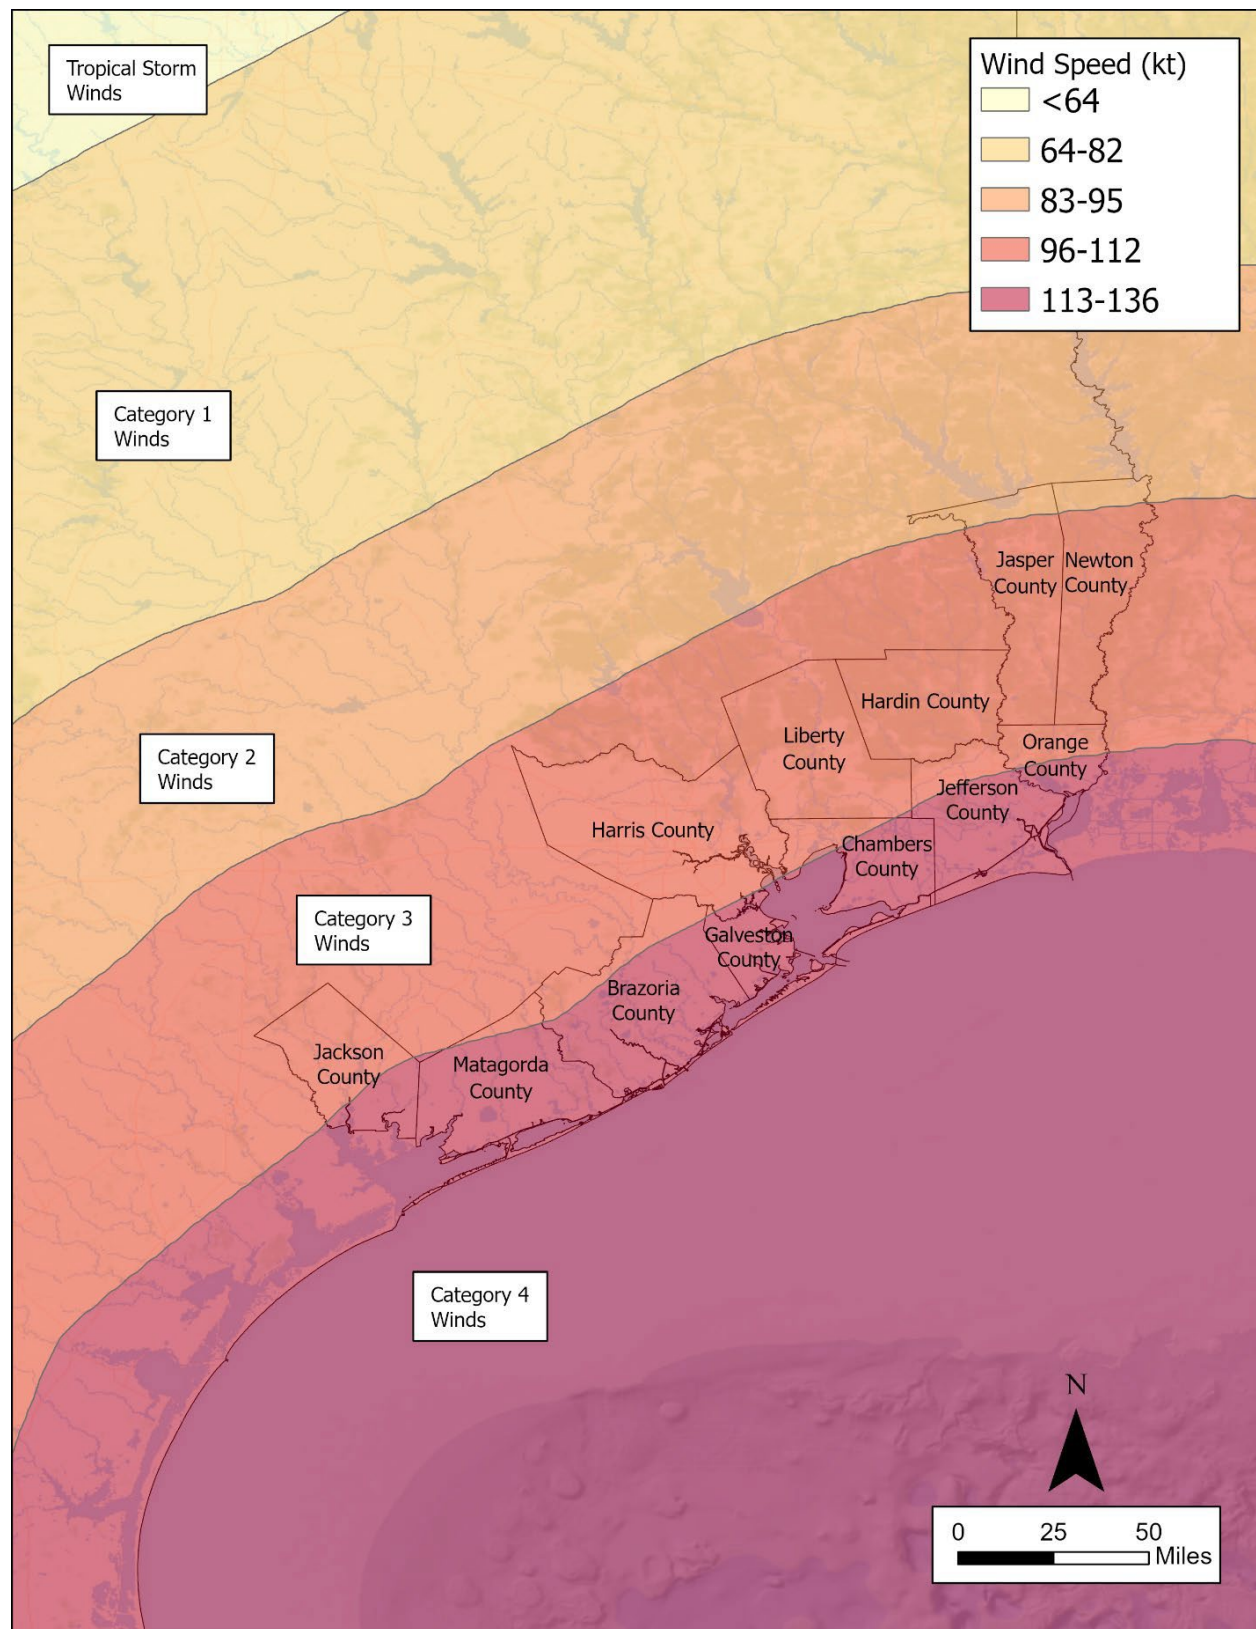 Tropical Storm
Winds
Wind Speed (kt)
<64
64-82
83-95
96-112
113-136
Category 1
Winds
Jasper
County
Newton
County
Hardin County
Liberty
County
Orange
County
Category 2
Winds
Jefferson
County
Harris County
Chambers
County
Category 3
Winds
Galveston
County
Brazoria
County
Jackson
County
Matagorda
County
Category 4
Winds
N
0 25 50
Miles